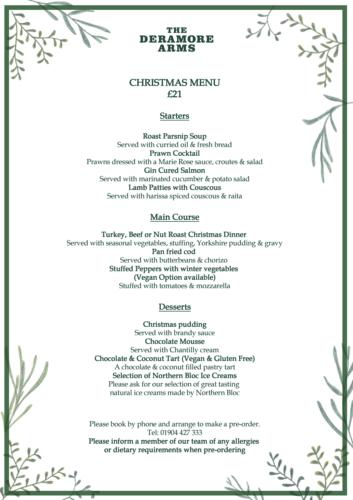 THE
DERAMORE
ARMS
CHRISTMAS MENU
£21
Starters
Roast Parsnip Soup
Served with curried oil & fresh bread
Prawn Cocktail
Prawns dressed with a Marie Rose sauce, croutes & salad
Gin Cured Salmon
Served with marinated cucumber & potato salad
Lamb Patties with Couscous
Served with harissa spiced couscous & raita
Main Course
Turkey, Beef or Nut Roast Christmas Dinner
Served with seasonal vegetables, stuffing, Yorkshire pudding & gravy
Pan fried cod
Served with butterbeans & chorizo
Stuffed Peppers with winter vegetables
(Vegan Option available)
Stuffed with tomatoes & mozzarella
Desserts
Christmas pudding
Served with brandy sauce
Chocolate Mousse
Served with Chantilly cream
Chocolate & Coconut Tart (Vegan & Gluten Free)
A chocolate & coconut filled pastry tart
Selection of Northern Bloc Ice Creams
Please ask for our selection of great tasting
natural ice creams made by Northern Bloc
Please book by phone and arrange to make a pre-order.
Tel: 01904 427 333
Please inform a member of our team of any allergies
or dietary requirements when pre-ordering